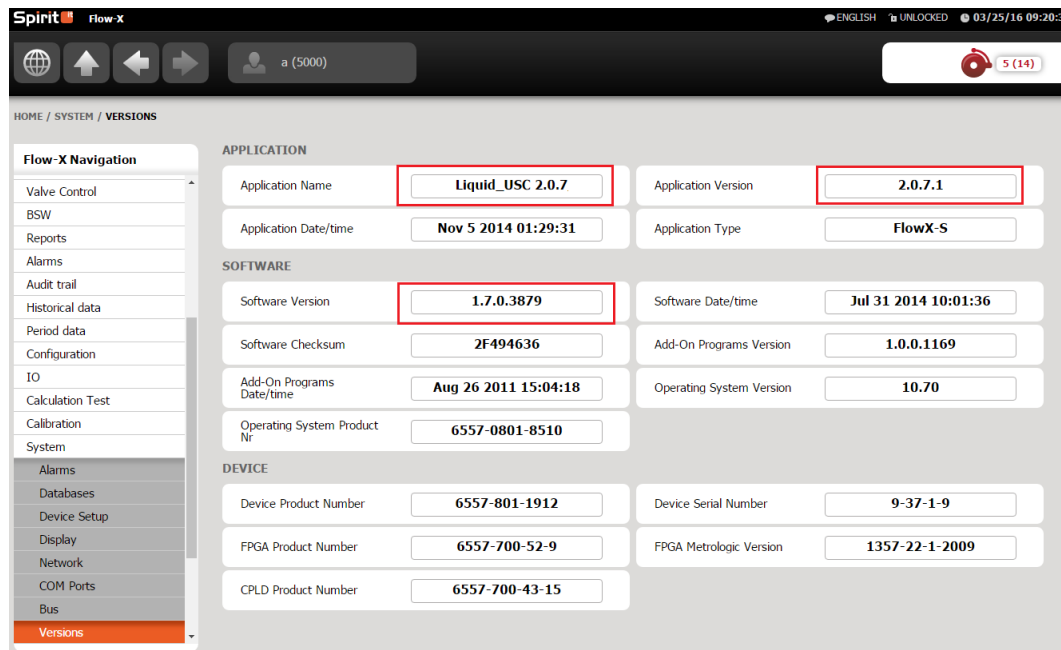 Spirit IT Flow-X
ENGLISH UNLOCKED 03/25/16 09:20:3
a (5000)
5 (14)
HOME / SYSTEM / VERSIONS
Flow-X Navigation
Valve Control
BSW
Reports
Alarms
Audit trail
Historical data
Period data
Configuration
IO
Calculation Test
Calibration
System
Alarms
Databases
Device Setup
Display
Network
COM Ports
Bus
Versions
APPLICATION
Application Name Liquid_USC 2.0.7 Application Version 2.0.7.1
Application Date/time Nov 5 2014 01:29:31 Application Type FlowX-S
SOFTWARE
Software Version 1.7.0.3879 Software Date/time Jul 31 2014 10:01:36
Software Checksum 2F494636 Add-On Programs Version 1.0.0.1169
Add-On Programs
Date/time Aug 26 2011 15:04:18 Operating System Version 10.70
Operating System Product
Nr 6557-0801-8510
DEVICE
Device Product Number 6557-801-1912 Device Serial Number 9-37-1-9
FPGA Product Number 6557-700-52-9 FPGA Metrologic Version 1357-22-1-2009
CPLD Product Number 6557-700-43-15